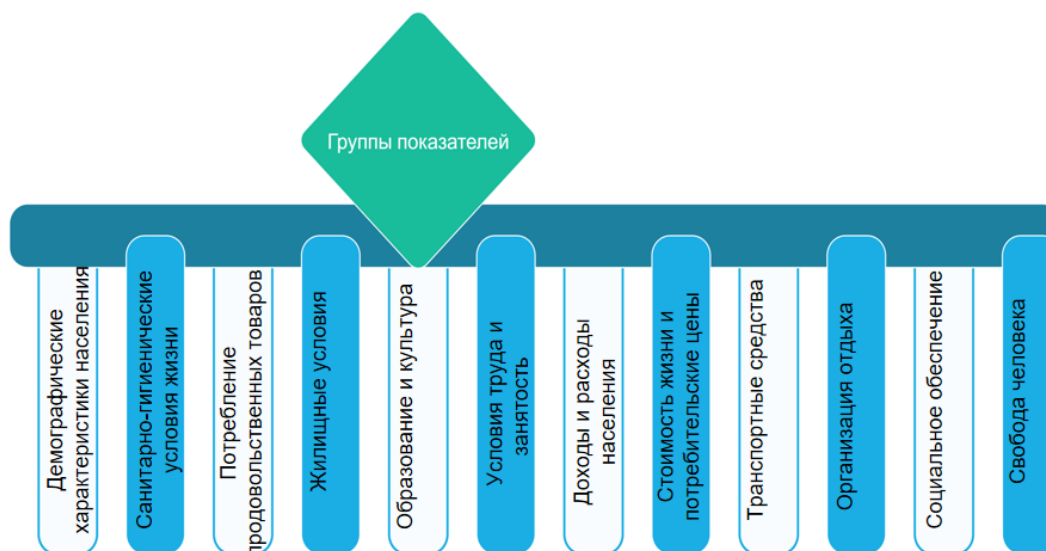 Группы показателей
Демографические
характеристики населения
Санитарно-гигиенические
условия жизни
Потребление
продовольственных товаров
Жилищные условия
Образование и культура
Условия труда и
занятость
Доходы и расходы
населения
Стоимость жизни и
потребительские цены
Транспортные средства
Организация отдыха
Социальное обеспечение
Свобода человека